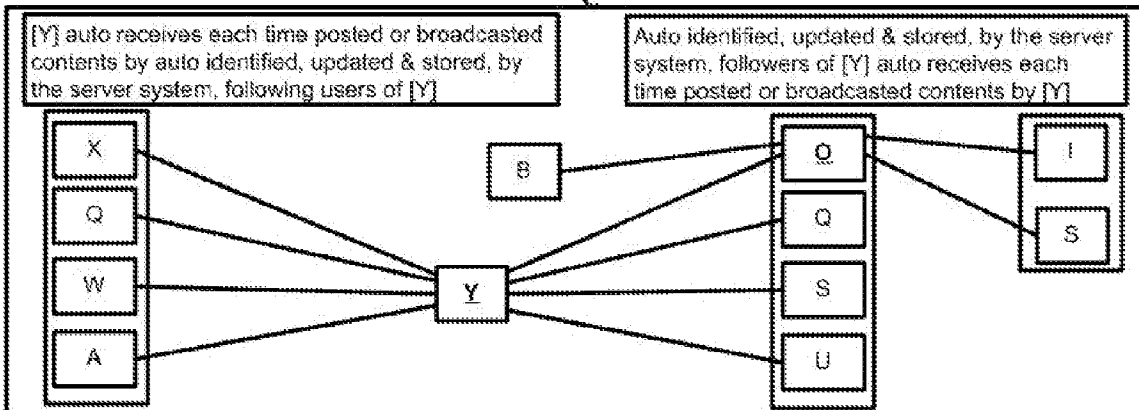 [Y] auto receives each time posted or broadcasted
contents by auto identified, updated & stored, by
the server system, following users of [Y]
Auto identified, updated & stored, by the server
system, followers of [Y] auto receives each
time posted or broadcasted contents by [Y]
K
Q
W
A
B
Y
O
Q
S
U
I
S